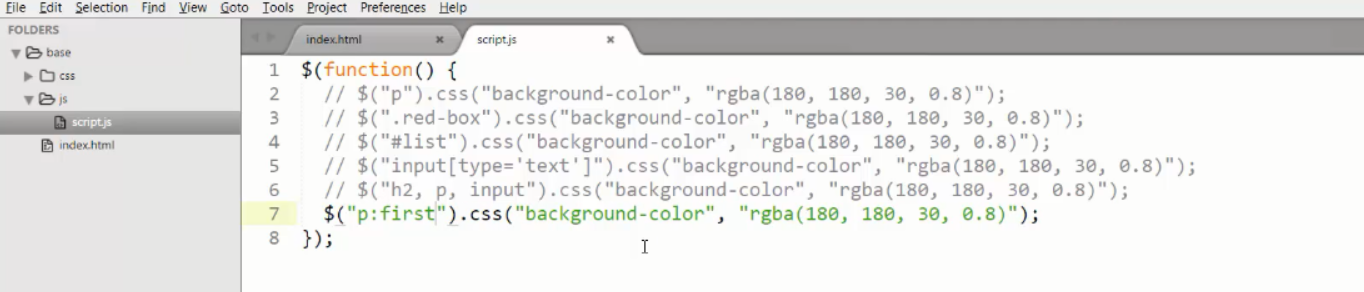 File Edit Selection Find View Goto Tools Project Preferences Help
FOLDERS
base
css
js
script.js
index.html
index.html × script.js ×
1 $(function() {
2 // $("p").css("background-color", "rgba(180, 180, 30, 0.8)");
3 // $(".red-box").css("background-color", "rgba(180, 180, 30, 0.8)");
4 // $("#list").css("background-color", "rgba(180, 180, 30, 0.8)");
5 // $("input[type='text']").css("background-color", "rgba(180, 180, 30, 0.8)");
6 // $("h2, p, input").css("background-color", "rgba(180, 180, 30, 0.8)");
7 $("p:first").css("background-color", "rgba(180, 180, 30, 0.8)");
8 });